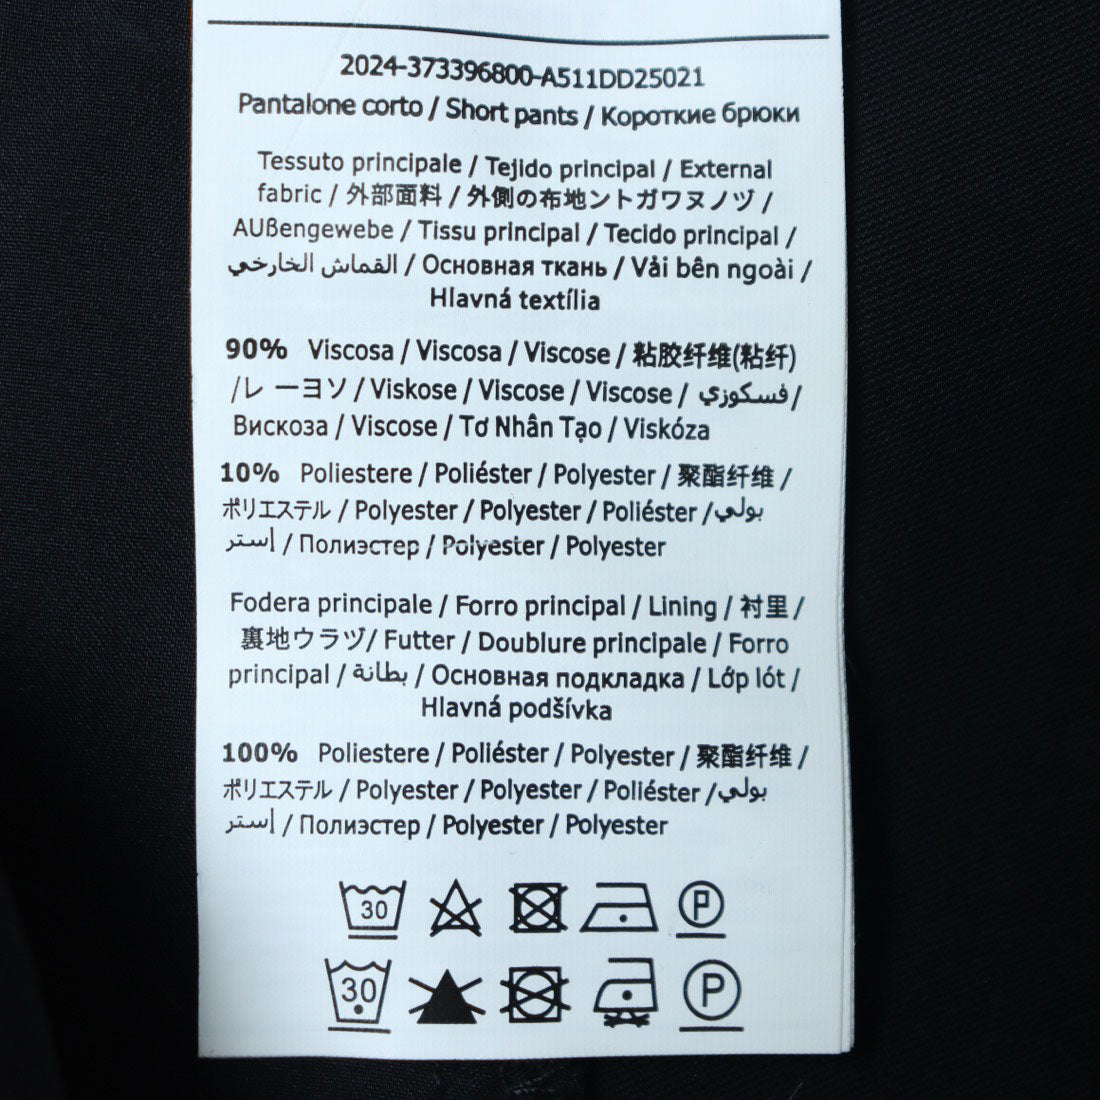 2024-373396800-A511DD25021
Pantalone corto / Short pants / Короткие брюки
Tessuto principale / Tejido principal / External
fabric / 外部面料 / 外側の布地ントガワヌノヅ /
AUßengewebe / Tissu principal / Tecido principal /
القماش الخارخي / Основная ткань / Vải bên ngoài /
Hlavná textília
90% Viscosa / Viscosa / Viscose / 粘胶纤维(粘纤)
/レ ーヨソ / Viskose / Viscose / Viscose / فسكوزي /
Вискоза / Viscose / Tơ Nhân Tạo / Viskóza
10% Poliestere / Poliéster / Polyester / 聚酯纤维 /
ポリエステル / Polyester / Polyester / Poliéster /بولي
إستر / Полиэстер / Polyester / Polyester
Fodera principale / Forro principal / Lining / 衬里 /
裏地ウラヅ/ Futter / Doublure principale / Forro
principal / بطانة / Основная подкладка / Lớp lót /
Hlavná podšívka
100% Poliestere / Poliéster / Polyester / 聚酯纤维 /
ポリエステル / Polyester / Polyester / Poliéster /بولي
إستر / Полиэстер / Polyester / Polyester
30 P
30 P